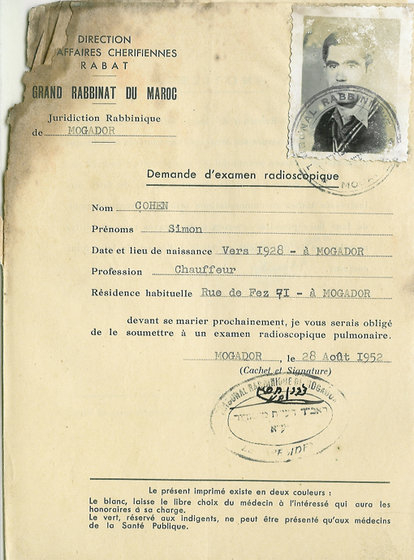 DIRECTION
AFFAIRES CHERIFIENNES
RABAT
GRAND RABBINAT DU MAROC
Juridiction Rabbinique
de MOGADOR
Demande d'examen radioscopique
Nom COHEN
Prénoms Simon
Date et lieu de naissance Vers 1928 - à MOGADOR
Profession Chauffeur
Résidence habituelle Rue de Fez 71 - à MOGADOR
devant se marier prochainement, je vous serais obligé
de le soumettre à un examen radioscopique pulmonaire.
MOGADOR, le 28 Août 1952
(Cachet et Signature)
Le présent imprimé existe en deux couleurs :
Le blanc, laisse le libre choix du médecin à l'intéressé qui aura les
honoraires à sa charge.
Le vert, réservé aux indigents, ne peut être présenté qu'aux médecins
de la Santé Publique.